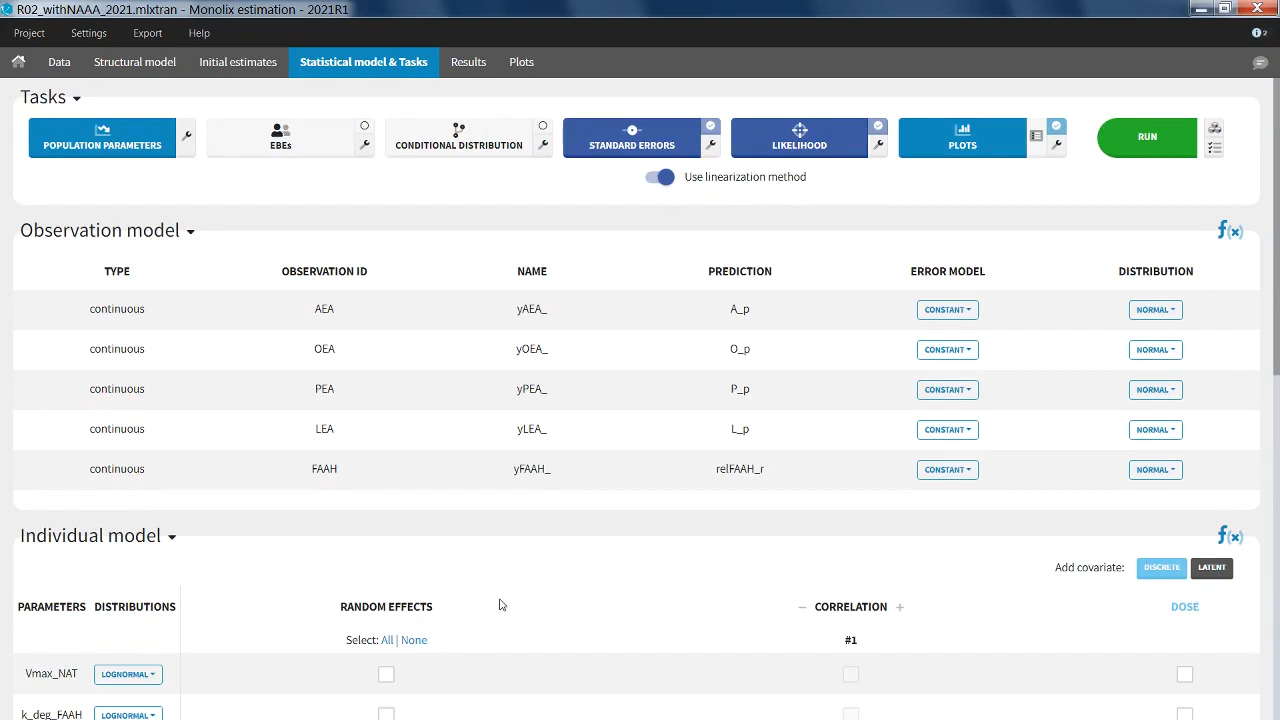 R02_withNAAA_2021.mlxtran - Monolix estimation - 2021R1
Project Settings Export Help
2
Data Structural model Initial estimates Statistical model & Tasks Results Plots
Tasks
POPULATION PARAMETERS EBEs CONDITIONAL DISTRIBUTION STANDARD ERRORS LIKELIHOOD PLOTS RUN
Use linearization method
Observation model
f(x)
TYPE OBSERVATION ID NAME PREDICTION ERROR MODEL DISTRIBUTION
continuous AEA yAEA_ A_p CONSTANT NORMAL
continuous OEA yOEA_ O_p CONSTANT NORMAL
continuous PEA yPEA_ P_p CONSTANT NORMAL
continuous LEA yLEA_ L_p CONSTANT NORMAL
continuous FAAH yFAAH_ relFAAH_r CONSTANT NORMAL
Individual model
f(x)
Add covariate: DISCRETE LATENT
PARAMETERS DISTRIBUTIONS RANDOM EFFECTS − CORRELATION + DOSE
Select: All | None #1
Vmax_NAT LOGNORMAL
k_deg_FAAH LOGNORMAL